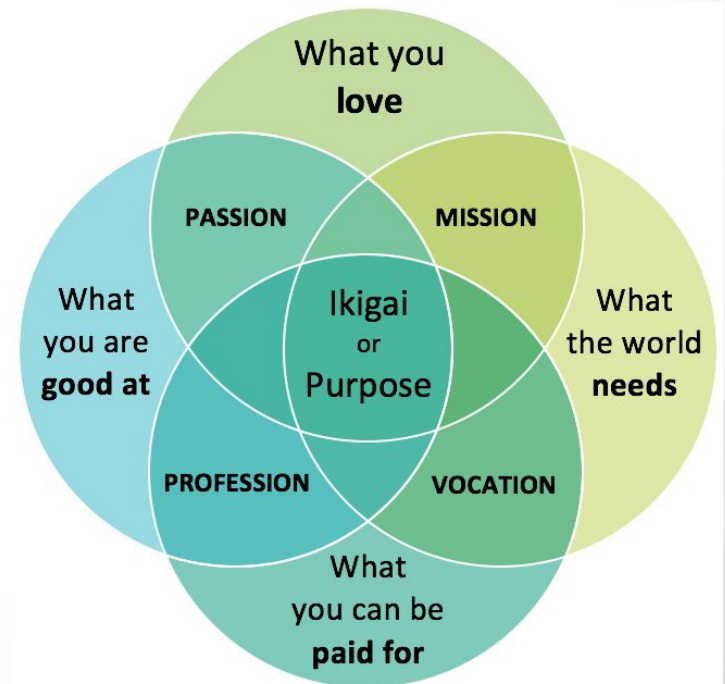 What you
love
PASSION
MISSION
What
you are
good at
Ikigai
or
Purpose
What
the world
needs
PROFESSION
VOCATION
What
you can be
paid for